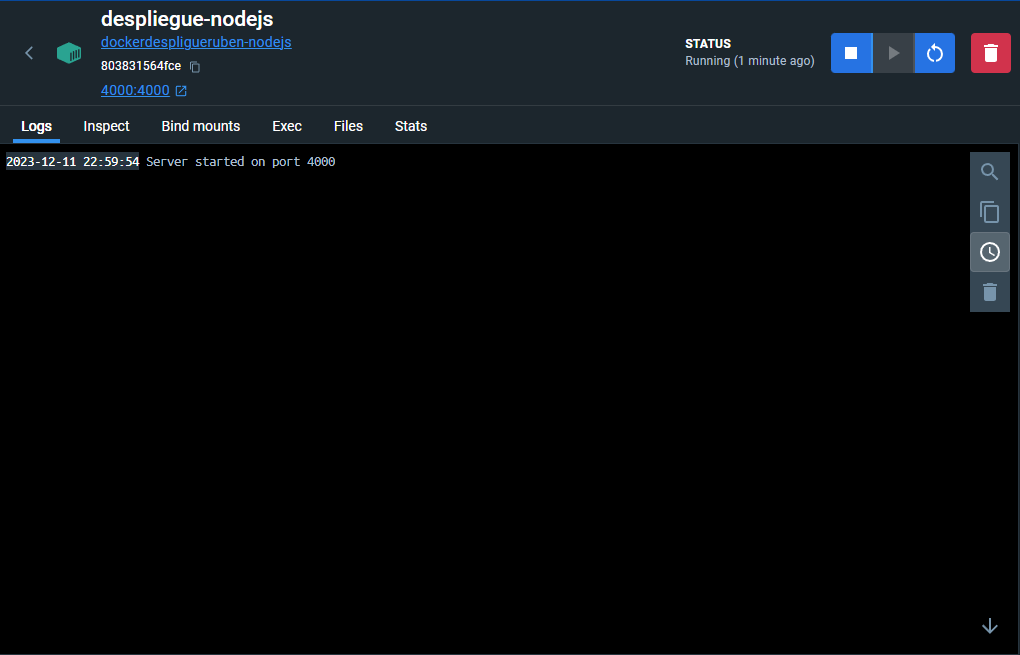 despliegue-nodejs
dockerdespligueruben-nodejs
803831564fce
4000:4000
STATUS
Running (1 minute ago)
Logs Inspect Bind mounts Exec Files Stats
2023-12-11 22:59:54 Server started on port 4000